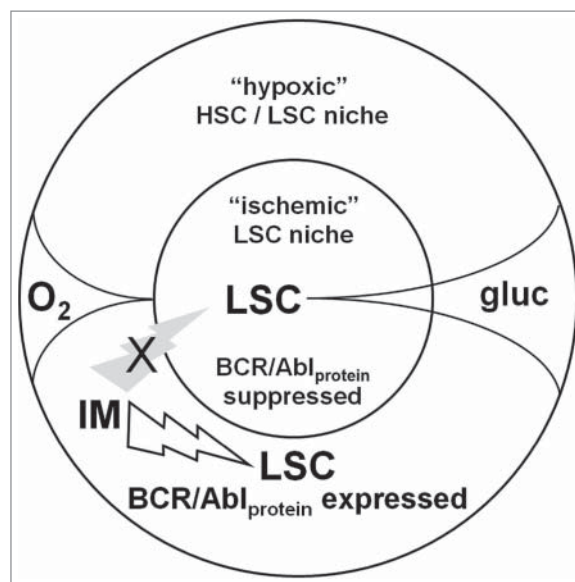 “hypoxic”
HSC / LSC niche
“ischemic”
LSC niche
O2
LSC
gluc
X
BCR/Ablprotein
suppressed
IM
LSC
BCR/Ablprotein expressed